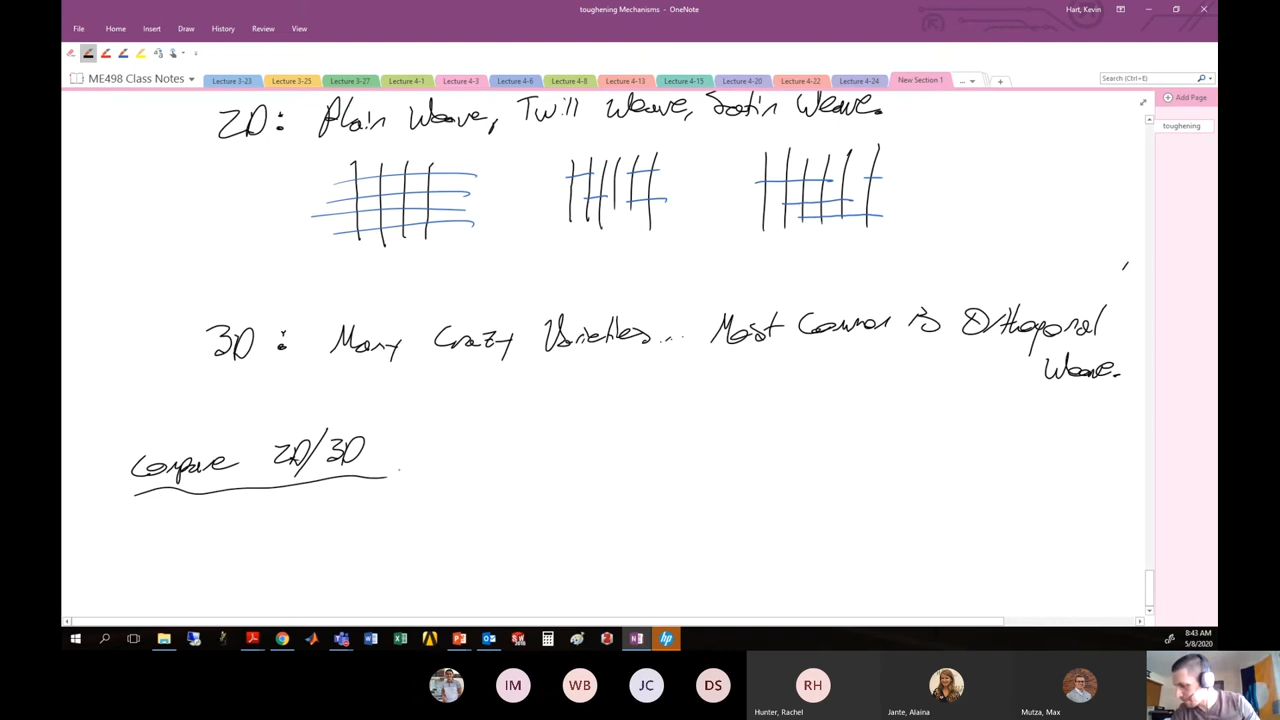 toughening Mechanisms - OneNote
Hart, Kevin
File Home Insert Draw History Review View
ME498 Class Notes
Lecture 3-23 Lecture 3-25 Lecture 3-27 Lecture 4-1 Lecture 4-3 Lecture 4-6 Lecture 4-8 Lecture 4-13 Lecture 4-15 Lecture 4-20 Lecture 4-22 Lecture 4-24 New Section 1 ...
Search (Ctrl+E)
Add Page
toughening
2D: Plain Weave, Twill Weave, Satin Weave.
3D: Many Crazy Varieties... Most Common is Orthogonal
Weave.
Compare 2D/3D
8:43 AM
5/8/2020
IM WB JC DS RH
Hunter, Rachel Jante, Alaina Mutza, Max